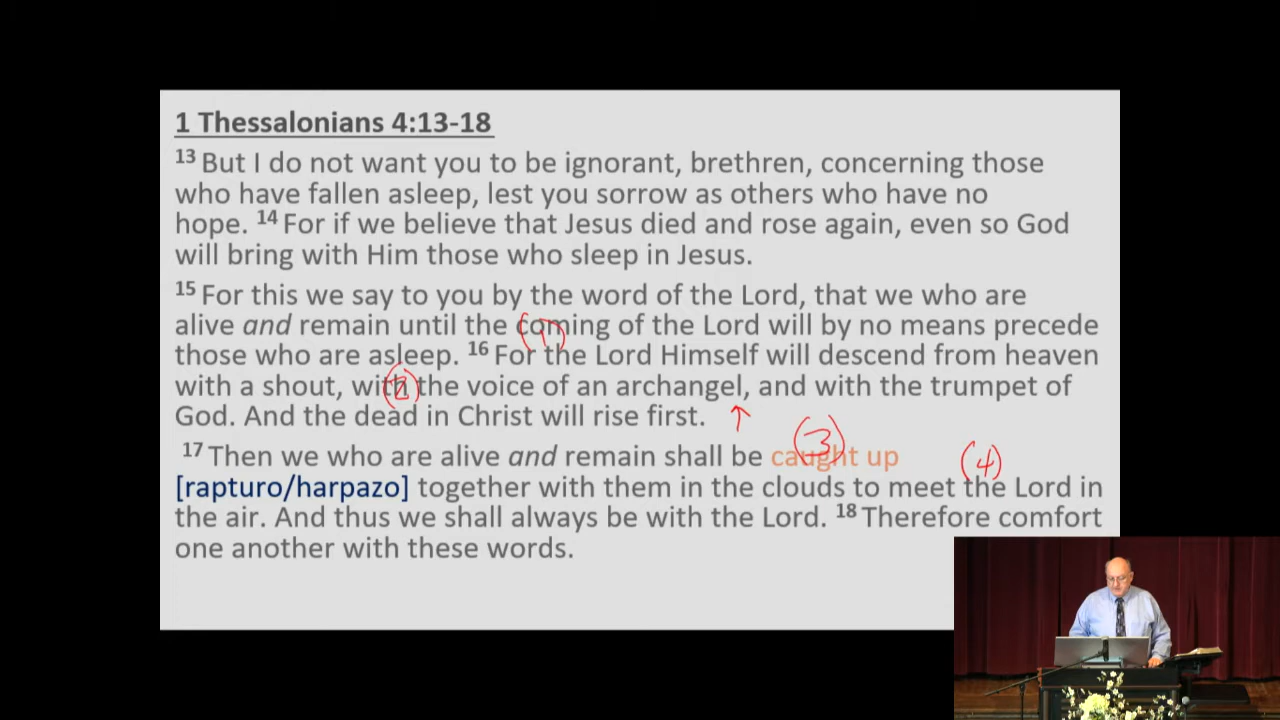 1 Thessalonians 4:13-18
13 But I do not want you to be ignorant, brethren, concerning those
who have fallen asleep, lest you sorrow as others who have no
hope. 14 For if we believe that Jesus died and rose again, even so God
will bring with Him those who sleep in Jesus.
15 For this we say to you by the word of the Lord, that we who are
alive and remain until the coming of the Lord will by no means precede
(1)
those who are asleep. 16 For the Lord Himself will descend from heaven
with a shout, with the voice of an archangel, and with the trumpet of
(2)
God. And the dead in Christ will rise first. ↑
(3)
17 Then we who are alive and remain shall be caught up
(4)
[rapturo/harpazo] together with them in the clouds to meet the Lord in
the air. And thus we shall always be with the Lord. 18 Therefore comfort
one another with these words.